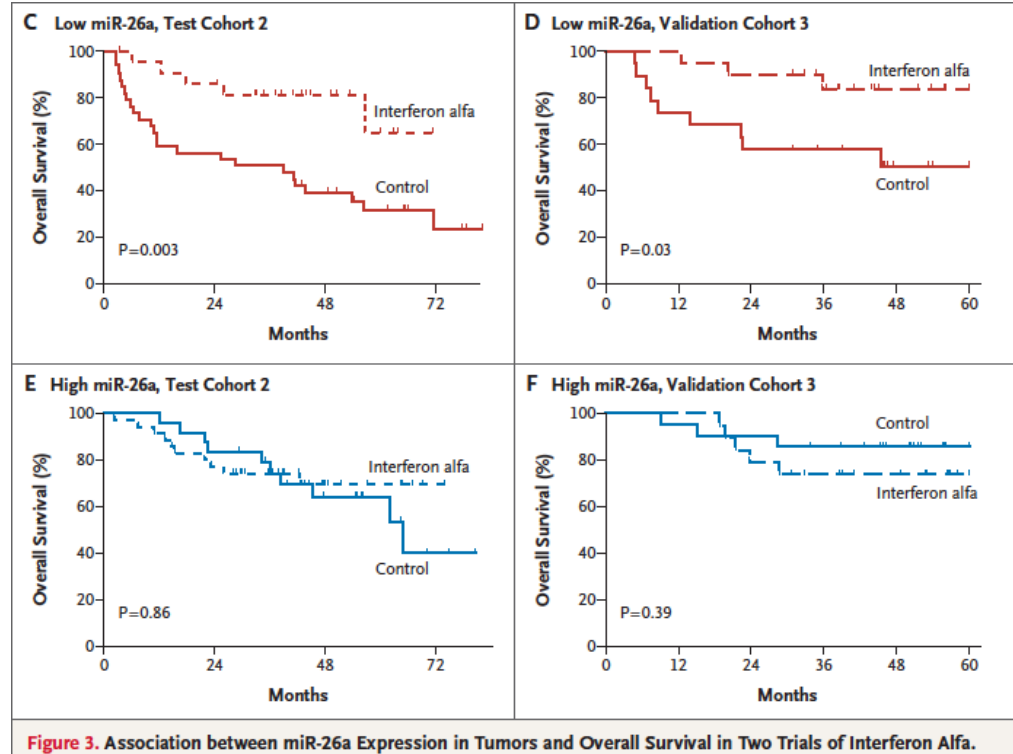 C Low miR-26a, Test Cohort 2
Overall Survival (%)
100
80
60
40
20
0
Interferon alfa
Control
P=0.003
0 24 48 72
Months
D Low miR-26a, Validation Cohort 3
Overall Survival (%)
100
80
60
40
20
0
Interferon alfa
Control
P=0.03
0 12 24 36 48 60
Months
E High miR-26a, Test Cohort 2
Overall Survival (%)
100
80
60
40
20
0
Interferon alfa
Control
P=0.86
0 24 48 72
Months
F High miR-26a, Validation Cohort 3
Overall Survival (%)
100
80
60
40
20
0
Control
Interferon alfa
P=0.39
0 12 24 36 48 60
Months
Figure 3. Association between miR-26a Expression in Tumors and Overall Survival in Two Trials of Interferon Alfa.